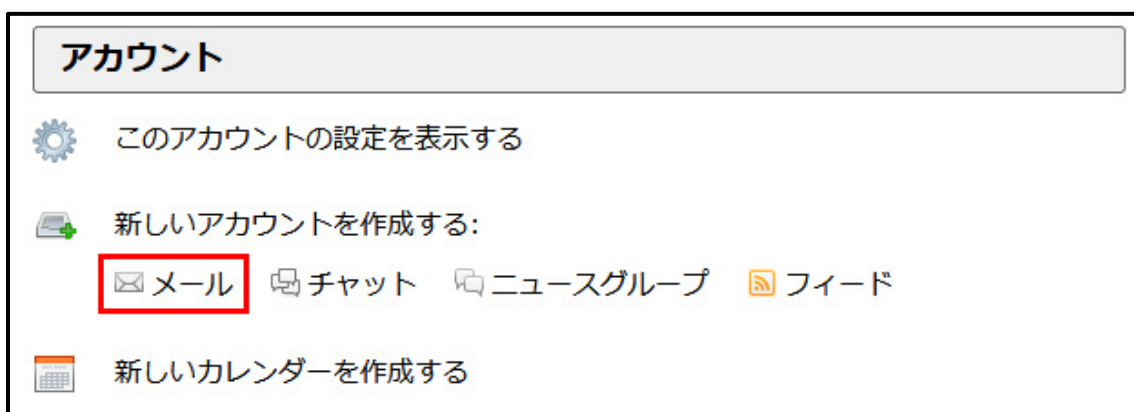 アカウント
このアカウントの設定を表示する
新しいアカウントを作成する:
メール チャット ニュースグループ フィード
新しいカレンダーを作成する